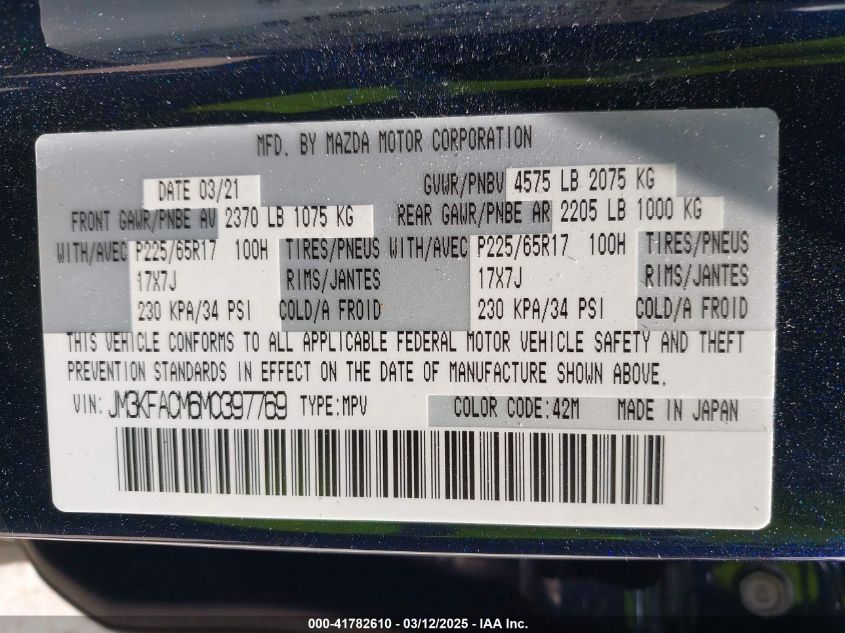 MFD. BY MAZDA MOTOR CORPORATION
DATE 03/21 GVWR/PNBV 4575 LB 2075 KG
FRONT GAWR/PNBE AV 2370 LB 1075 KG REAR GAWR/PNBE AR 2205 LB 1000 KG
WITH/AVEC P225/65R17 100H TIRES/PNEUS WITH/AVEC P225/65R17 100H TIRES/PNEUS
17X7J RIMS/JANTES 17X7J RIMS/JANTES
230 KPA/34 PSI COLD/A FROID 230 KPA/34 PSI COLD/A FROID
THIS VEHICLE CONFORMS TO ALL APPLICABLE FEDERAL MOTOR VEHICLE SAFETY AND THEFT
PREVENTION STANDARDS IN EFFECT ON THE DATE OF MANUFACTURE SHOWN ABOVE.
VIN: JM3KFACM6M0397769 TYPE:MPV COLOR CODE:42M MADE IN JAPAN
000-41782610 - 03/12/2025 - IAA Inc.